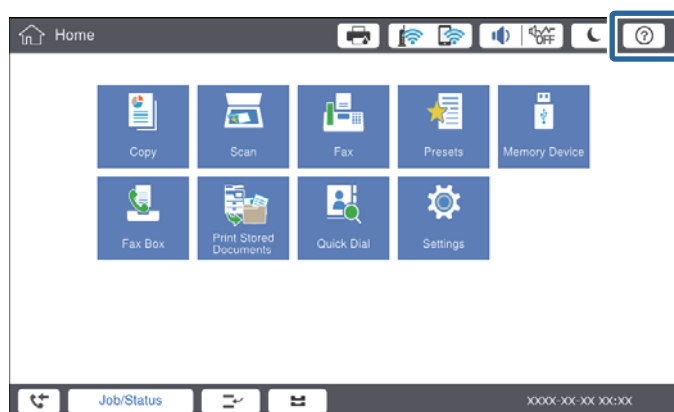 Home
OFF
?
Copy
Scan
Fax
Presets
Memory Device
Fax Box
Print Stored
Documents
Quick Dial
Settings
Job/Status
XXXX-XX-XX XX:XX